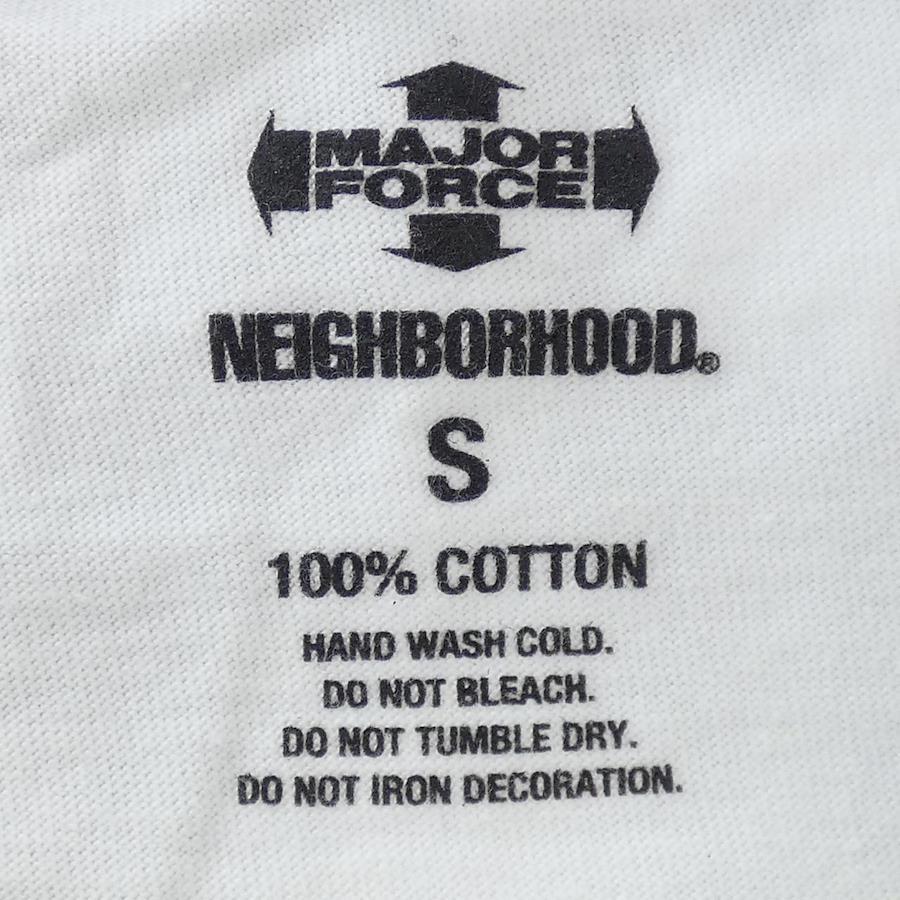 MAJOR
FORCE
NEIGHBORHOOD®
S
100% COTTON
HAND WASH COLD.
DO NOT BLEACH.
DO NOT TUMBLE DRY.
DO NOT IRON DECORATION.